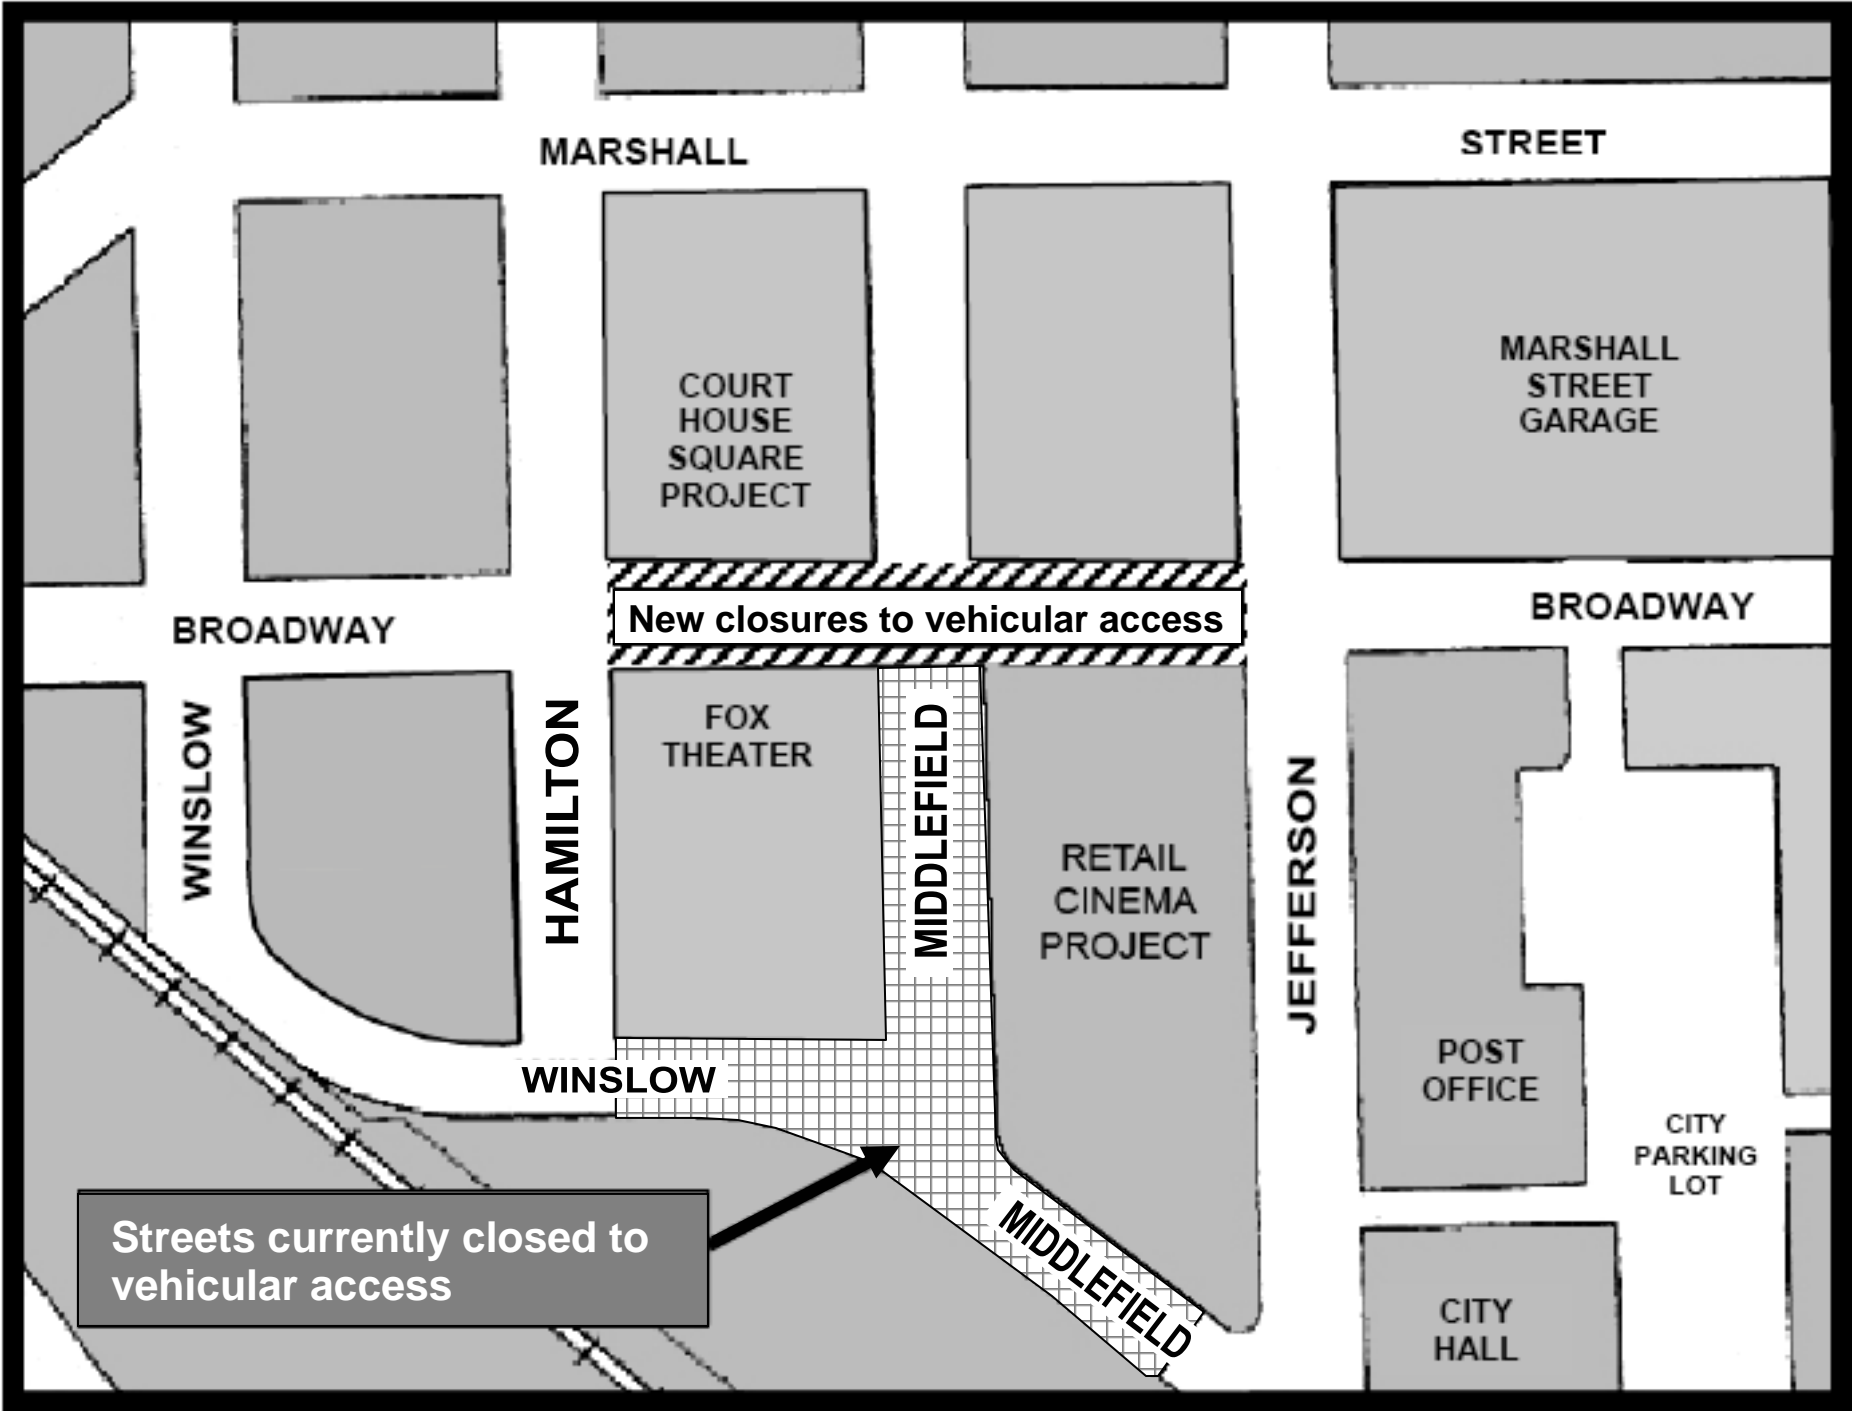 MARSHALL
STREET
COURT
HOUSE
SQUARE
PROJECT
MARSHALL
STREET
GARAGE
BROADWAY
New closures to vehicular access
BROADWAY
WINSLOW
HAMILTON
FOX
THEATER
MIDDLEFIELD
RETAIL
CINEMA
PROJECT
JEFFERSON
POST
OFFICE
WINSLOW
CITY
PARKING
LOT
Streets currently closed to
vehicular access
MIDDLEFIELD
CITY
HALL